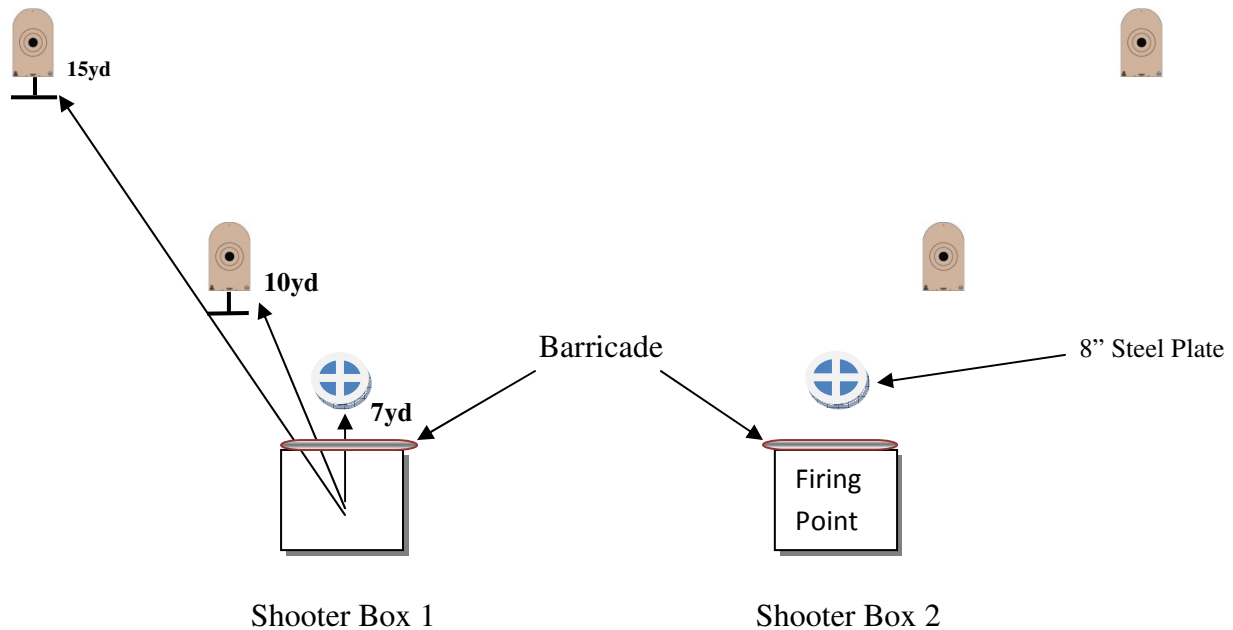 15yd
10yd
Barricade
8” Steel Plate
7yd
Firing
Point
Shooter Box 1
Shooter Box 2